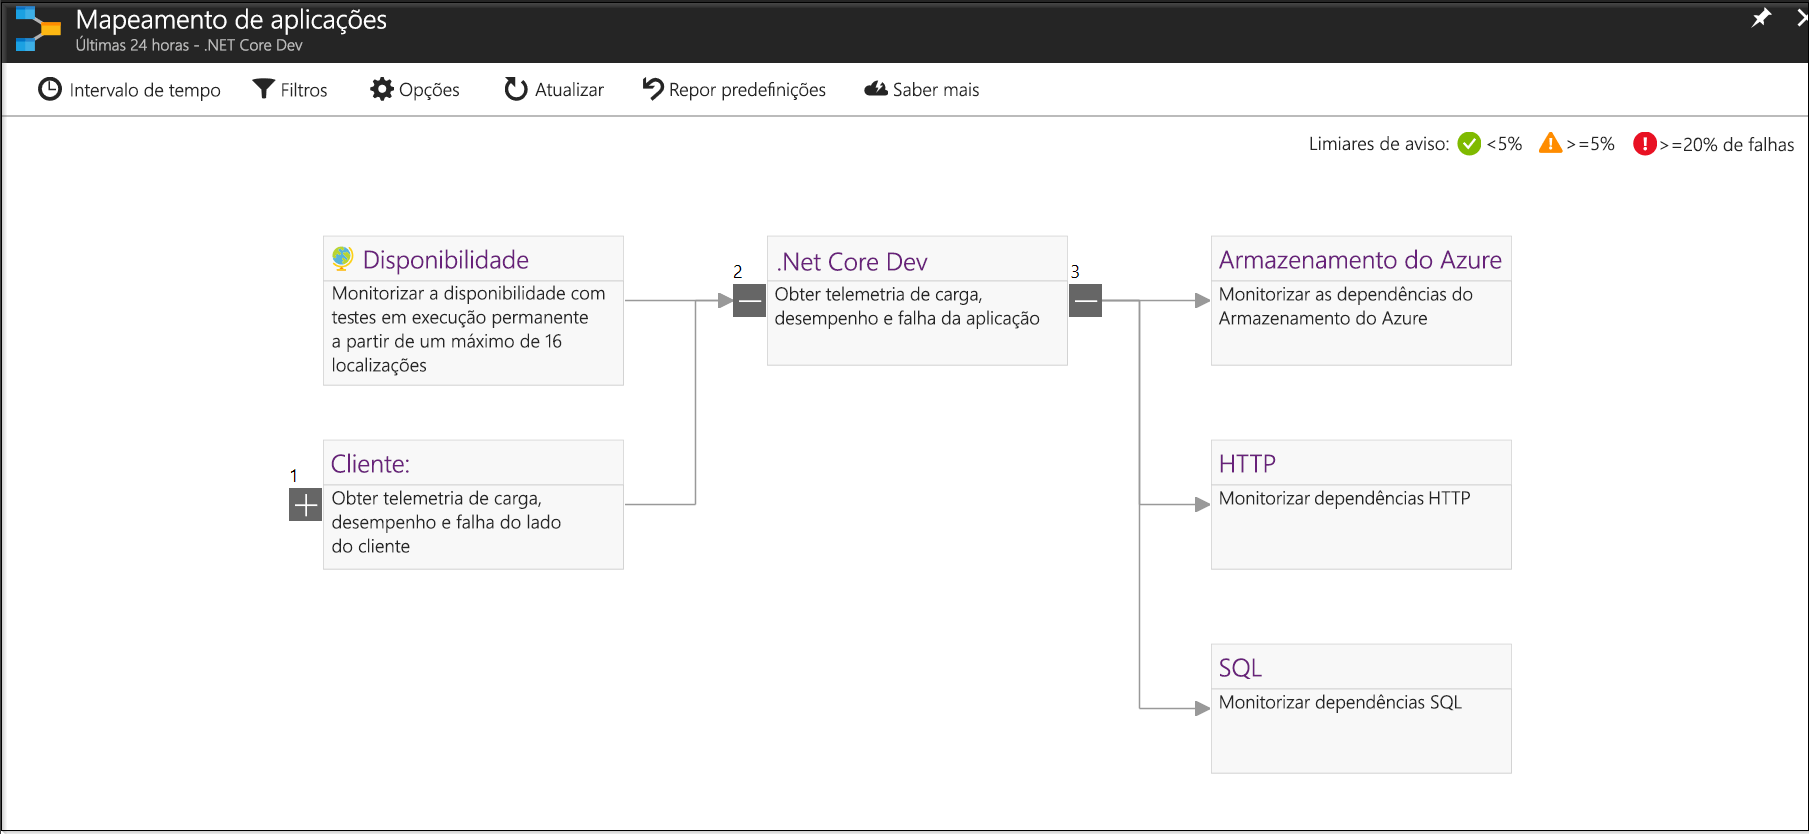 Mapeamento de aplicações
Últimas 24 horas - .NET Core Dev
Intervalo de tempo
Filtros
Opções
Atualizar
Repor predefinições
Saber mais
Limiares de aviso: <5% >=5% >=20% de falhas
Disponibilidade
Monitorizar a disponibilidade com
testes em execução permanente
a partir de um máximo de 16
localizações
1
Cliente:
Obter telemetria de carga,
desempenho e falha do lado
do cliente
2
.Net Core Dev
Obter telemetria de carga,
desempenho e falha da aplicação
3
Armazenamento do Azure
Monitorizar as dependências do
Armazenamento do Azure
HTTP
Monitorizar dependências HTTP
SQL
Monitorizar dependências SQL